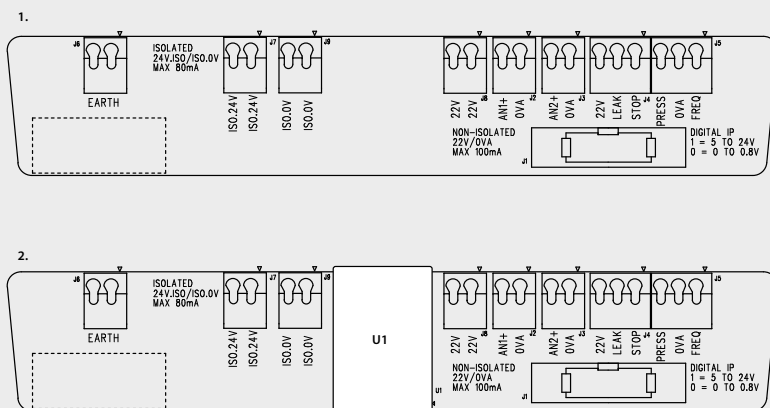 1.
J6
J7
J9
J5
ISOLATED
24V.ISO/ISO.0V
MAX 80mA
EARTH
ISO.24V
ISO.24V
ISO.0V
ISO.0V
22V
22V
J8
AN1+
0VA
J2
AN2+
0VA
J3
22V
LEAK
STOP
J4
PRESS
0VA
FREQ
NON-ISOLATED
22V/0VA
MAX 100mA
J1
DIGITAL IP
1 = 5 TO 24V
0 = 0 TO 0.8V
2.
J6
J7
J9
J5
ISOLATED
24V.ISO/ISO.0V
MAX 80mA
EARTH
ISO.24V
ISO.24V
ISO.0V
ISO.0V
U1
22V
22V
J8
AN1+
0VA
J2
AN2+
0VA
J3
22V
LEAK
STOP
J4
PRESS
0VA
FREQ
NON-ISOLATED
22V/0VA
MAX 100mA
U1
4
J1
DIGITAL IP
1 = 5 TO 24V
0 = 0 TO 0.8V